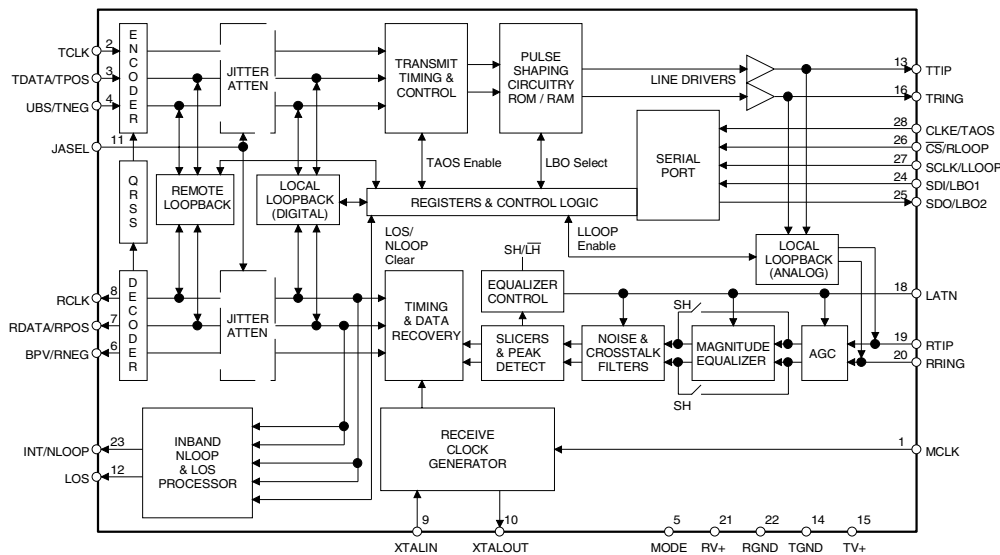 TCLK
2
TDATA/TPOS
3
UBS/TNEG
4
JASEL
11
ENCODER
JITTER
ATTEN
TRANSMIT
TIMING &
CONTROL
PULSE
SHAPING
CIRCUITRY
ROM / RAM
LINE DRIVERS
13
TTIP
16
TRING
28
CLKE/TAOS
26
CS/RLOOP
27
SCLK/LLOOP
24
SDI/LBO1
25
SDO/LBO2
SERIAL
PORT
TAOS Enable
LBO Select
QRSS
REMOTE
LOOPBACK
LOCAL
LOOPBACK
(DIGITAL)
REGISTERS & CONTROL LOGIC
LOS/
NLOOP
Clear
LLOOP
Enable
SH/LH
LOCAL
LOOPBACK
(ANALOG)
RCLK
8
RDATA/RPOS
7
BPV/RNEG
6
DECODER
JITTER
ATTEN
TIMING
& DATA
RECOVERY
EQUALIZER
CONTROL
SLICERS
& PEAK
DETECT
NOISE &
CROSSTALK
FILTERS
SH
MAGNITUDE
EQUALIZER
SH
AGC
18
LATN
19
RTIP
20
RRING
INT/NLOOP
23
LOS
12
INBAND
NLOOP
& LOS
PROCESSOR
RECEIVE
CLOCK
GENERATOR
1
MCLK
9
XTALIN
10
XTALOUT
5
MODE
21
RV+
22
RGND
14
TGND
15
TV+